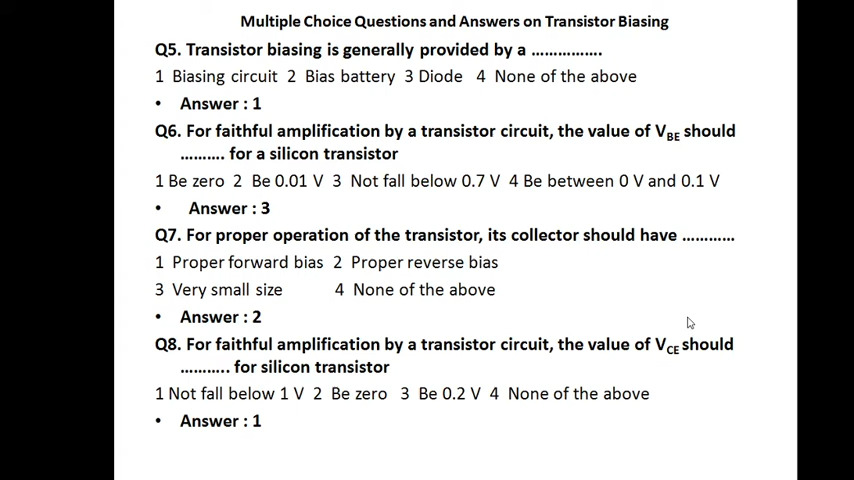 Multiple Choice Questions and Answers on Transistor Biasing
Q5. Transistor biasing is generally provided by a …………….
1 Biasing circuit 2 Bias battery 3 Diode 4 None of the above
• Answer : 1
Q6. For faithful amplification by a transistor circuit, the value of VBE should
………. for a silicon transistor
1 Be zero 2 Be 0.01 V 3 Not fall below 0.7 V 4 Be between 0 V and 0.1 V
• Answer : 3
Q7. For proper operation of the transistor, its collector should have …………
1 Proper forward bias 2 Proper reverse bias
3 Very small size 4 None of the above
• Answer : 2
Q8. For faithful amplification by a transistor circuit, the value of VCE should
……….. for silicon transistor
1 Not fall below 1 V 2 Be zero 3 Be 0.2 V 4 None of the above
• Answer : 1